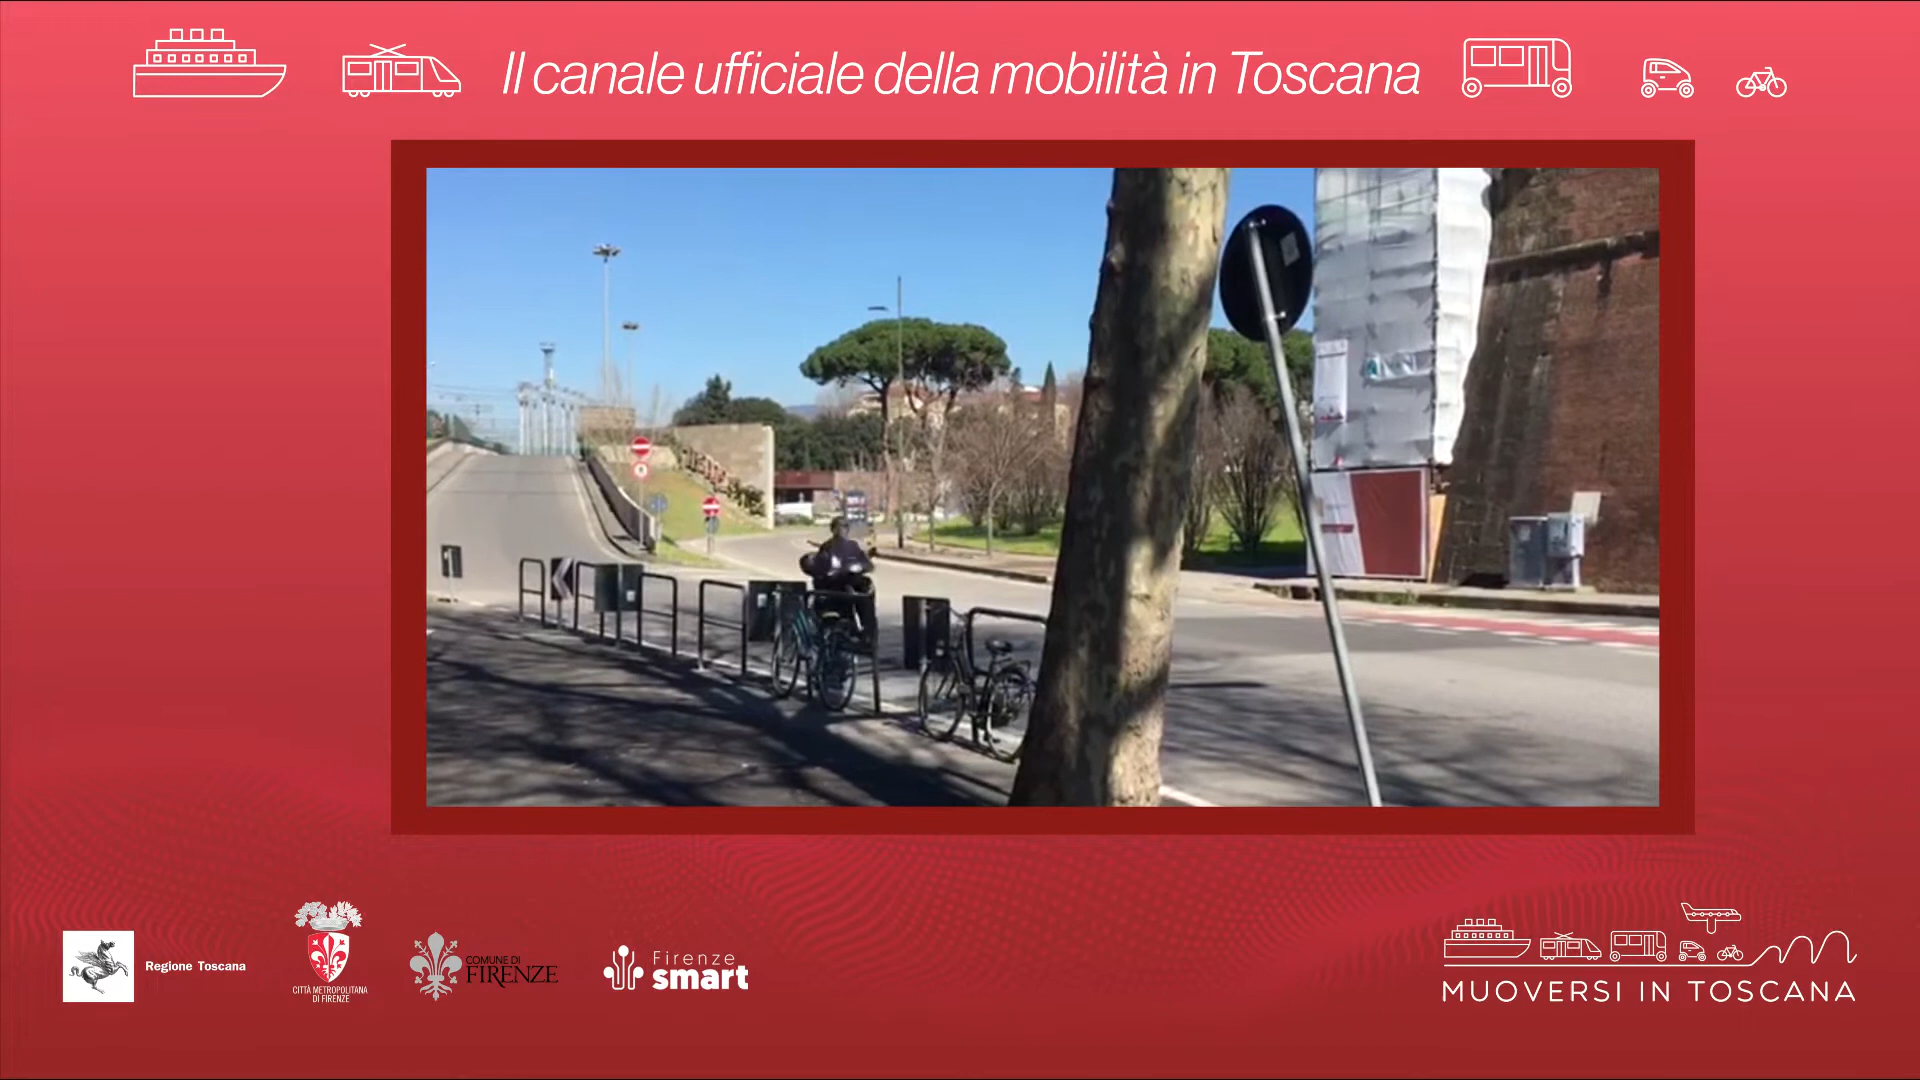 Il canale ufficiale della mobilità in Toscana
Regione Toscana
CITTÀ METROPOLITANA
DI FIRENZE
COMUNE DI
FIRENZE
Firenze
smart
MUOVERSI IN TOSCANA